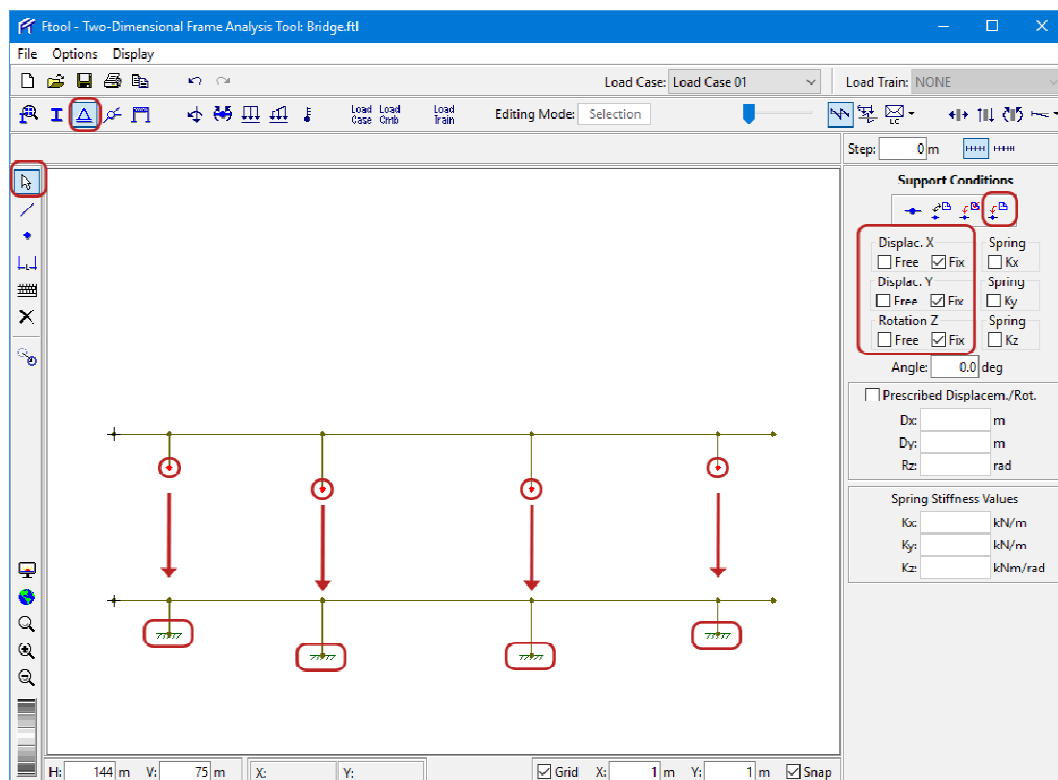 Ftool - Two-Dimensional Frame Analysis Tool: Bridge.ftl
File Options Display
Load Case: Load Case 01 Load Train: NONE
Load Case Load Cmb Load Train Editing Mode: Selection LC
Step: 0 m
Support Conditions
Displac. X Spring
Free Fix Kx
Displac. Y Spring
Free Fix Ky
Rotation Z Spring
Free Fix Kz
Angle: 0.0 deg
Prescribed Displacem./Rot.
Dx: m
Dy: m
Rz: rad
Spring Stiffness Values
Kx: kN/m
Ky: kN/m
Kz: kNm/rad
H: 144 m V: 75 m X: Y: Grid X: 1 m Y: 1 m Snap